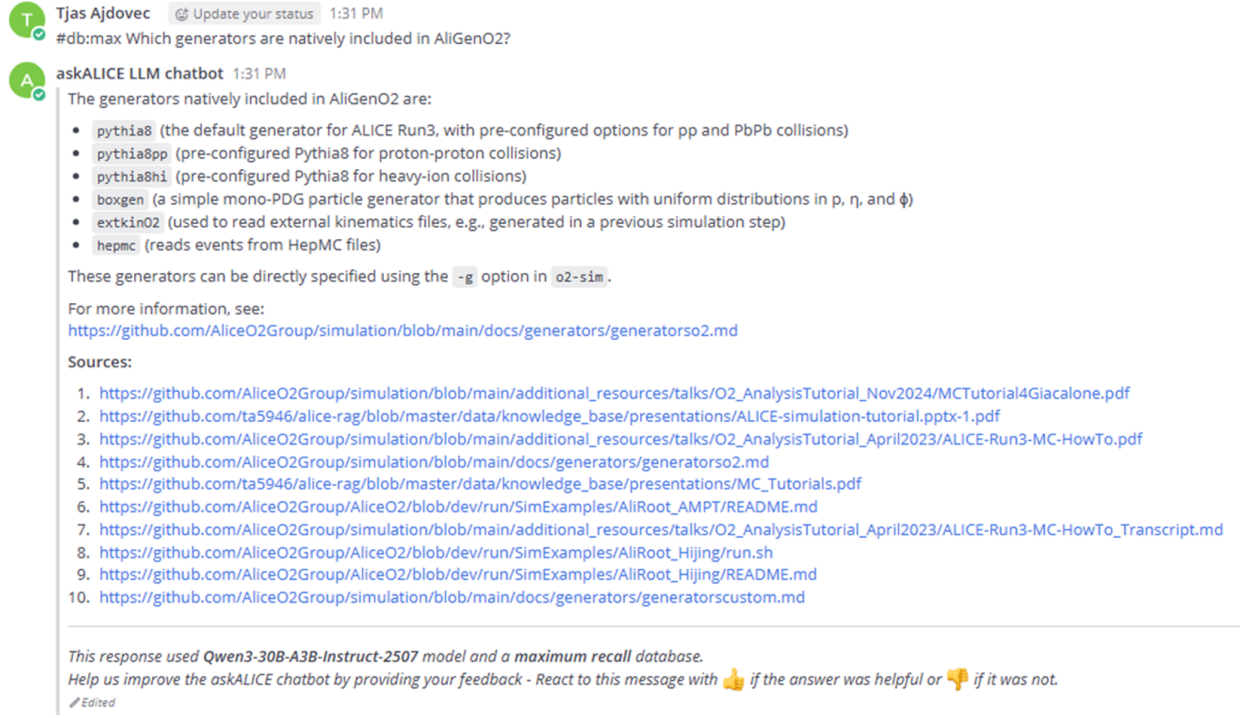 T
Tjas Ajdovec Update your status 1:31 PM
#db:max Which generators are natively included in AliGenO2?
A
askALICE LLM chatbot 1:31 PM
The generators natively included in AliGenO2 are:
• pythia8 (the default generator for ALICE Run3, with pre-configured options for pp and PbPb collisions)
• pythia8pp (pre-configured Pythia8 for proton-proton collisions)
• pythia8hi (pre-configured Pythia8 for heavy-ion collisions)
• boxgen (a simple mono-PDG particle generator that produces particles with uniform distributions in p, η, and ϕ)
• extkinO2 (used to read external kinematics files, e.g., generated in a previous simulation step)
• hepmc (reads events from HepMC files)
These generators can be directly specified using the -g option in o2-sim.
For more information, see:
https://github.com/AliceO2Group/simulation/blob/main/docs/generators/generatorso2.md
Sources:
1. https://github.com/AliceO2Group/simulation/blob/main/additional_resources/talks/O2_AnalysisTutorial_Nov2024/MCTutorial4Giacalone.pdf
2. https://github.com/ta5946/alice-rag/blob/master/data/knowledge_base/presentations/ALICE-simulation-tutorial.pptx-1.pdf
3. https://github.com/AliceO2Group/simulation/blob/main/additional_resources/talks/O2_AnalysisTutorial_April2023/ALICE-Run3-MC-HowTo.pdf
4. https://github.com/AliceO2Group/simulation/blob/main/docs/generators/generatorso2.md
5. https://github.com/ta5946/alice-rag/blob/master/data/knowledge_base/presentations/MC_Tutorials.pdf
6. https://github.com/AliceO2Group/AliceO2/blob/dev/run/SimExamples/AliRoot_AMPT/README.md
7. https://github.com/AliceO2Group/simulation/blob/main/additional_resources/talks/O2_AnalysisTutorial_April2023/ALICE-Run3-MC-HowTo_Transcript.md
8. https://github.com/AliceO2Group/AliceO2/blob/dev/run/SimExamples/AliRoot_Hijing/run.sh
9. https://github.com/AliceO2Group/AliceO2/blob/dev/run/SimExamples/AliRoot_Hijing/README.md
10. https://github.com/AliceO2Group/simulation/blob/main/docs/generators/generatorscustom.md
This response used Qwen3-30B-A3B-Instruct-2507 model and a maximum recall database.
Help us improve the askALICE chatbot by providing your feedback - React to this message with 👍 if the answer was helpful or 👎 if it was not.
Edited